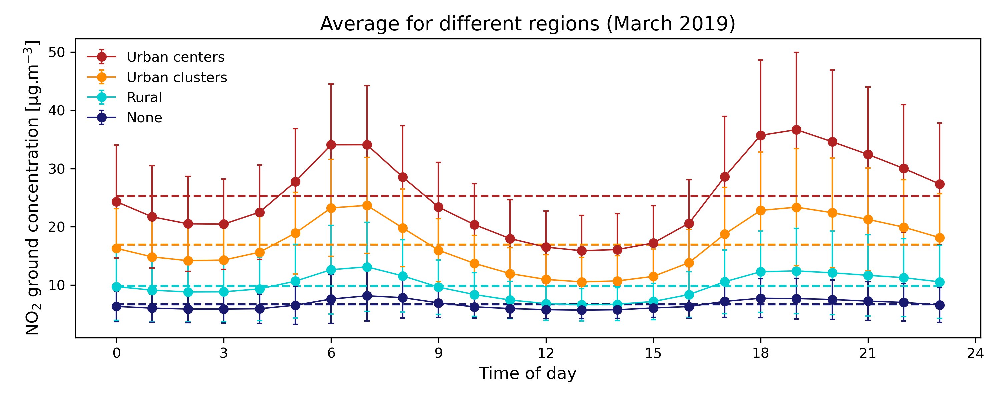 Average for different regions (March 2019)
NO₂ ground concentration [µg.m⁻³]
50
40
30
20
10
Urban centers
Urban clusters
Rural
None
0 3 6 9 12 15 18 21 24
Time of day